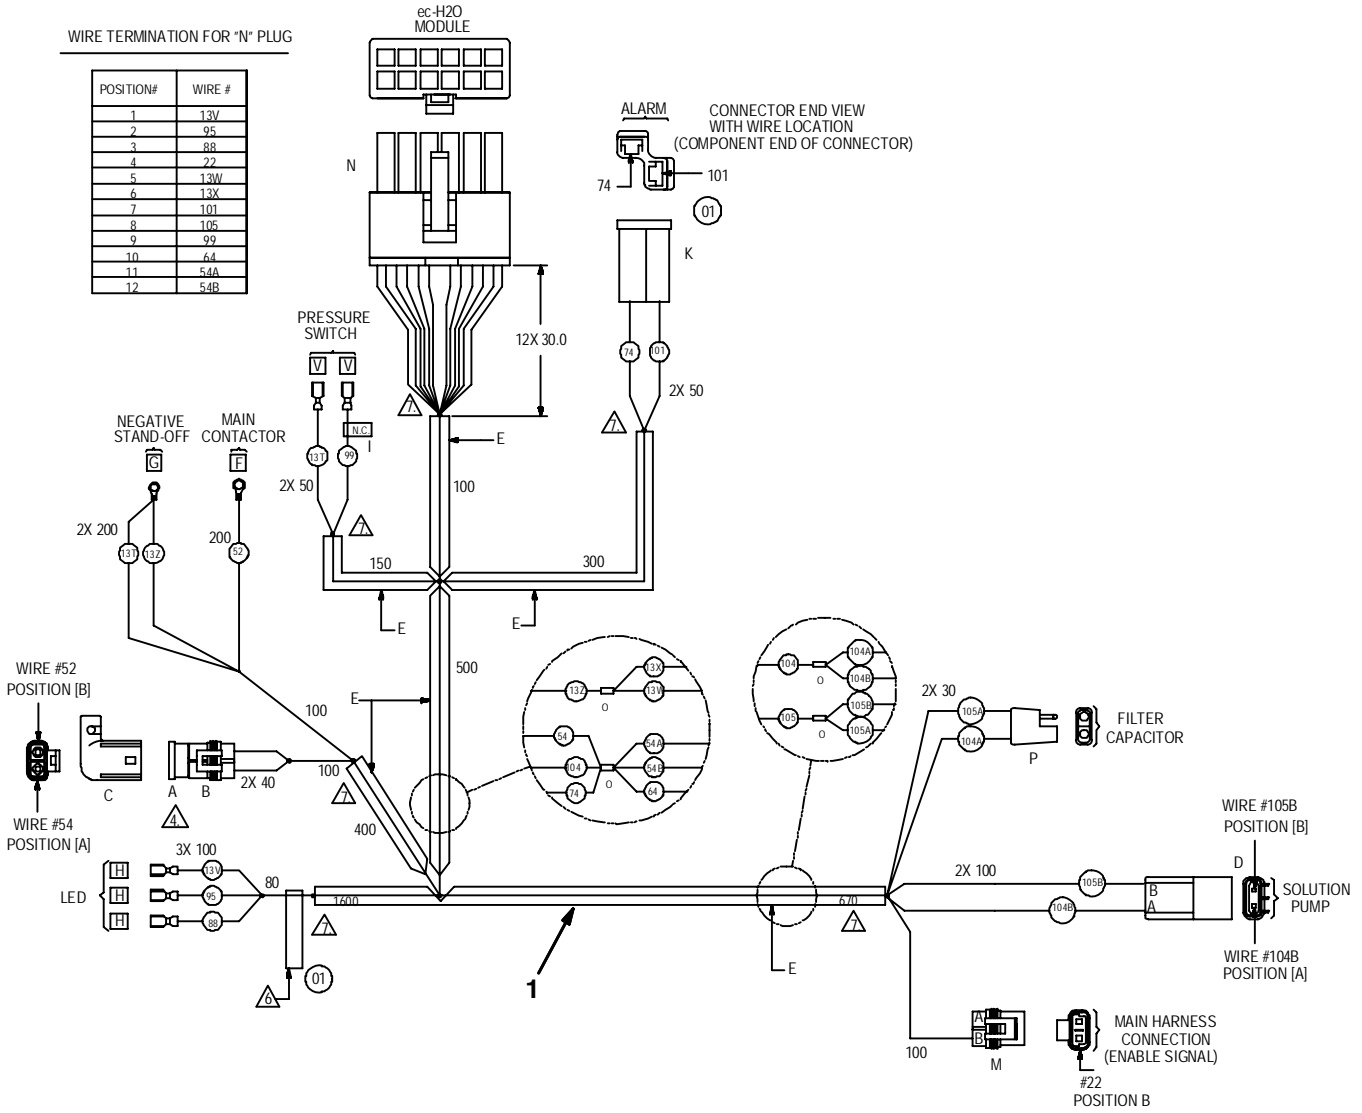 ec-H2O
MODULE
WIRE TERMINATION FOR "N" PLUG
POSITION# WIRE #
1 13V
2 95
3 88
4 22
5 13W
6 13X
7 101
8 105
9 99
10 64
11 54A
12 54B
N
ALARM
CONNECTOR END VIEW
WITH WIRE LOCATION
(COMPONENT END OF CONNECTOR)
74
101
01
K
12X 30.0
74 101
2X 50
7.
PRESSURE
SWITCH
V V
N.C.
I
13T 99
2X 50
7.
7.
E
100
NEGATIVE
STAND-OFF
G
MAIN
CONTACTOR
F
2X 200
13T 13Z
200
52
150
300
E
E
500
E
WIRE #52
POSITION [B]
WIRE #54
POSITION [A]
C
A
4.
B
2X 40
100
100
7.
400
13Z
O
13X
13W
54
104
74
O
54A
54B
64
104
O
104A
104B
105
O
105B
105A
2X 30
105A
104A
P
FILTER
CAPACITOR
WIRE #105B
POSITION [B]
D
2X 100
105B
104B
B
A
SOLUTION
PUMP
WIRE #104B
POSITION [A]
LED
H
H
H
3X 100
13V
95
88
80
6
01
1600
7.
1
670
7.
E
100
A
B
M
MAIN HARNESS
CONNECTION
(ENABLE SIGNAL)
#22
POSITION B